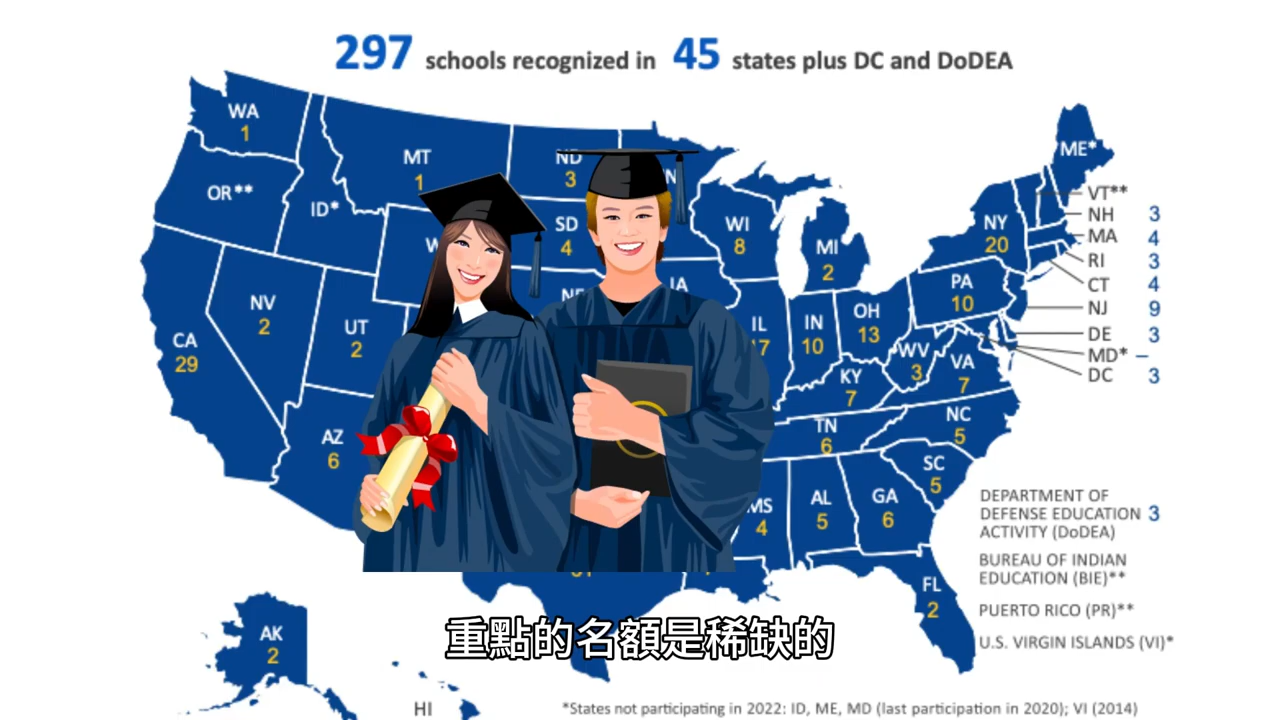 297 schools recognized in 45 states plus DC and DoDEA
WA
1
MT
1
ND
3
ME*
OR**
ID*
SD
4
WI
8
MI
2
NY
20
VT**
NH 3
MA 4
RI 3
CT 4
NJ 9
DE 3
MD* –
DC 3
PA
10
NV
2
UT
2
CA
29
IA
IL
IN
10
OH
13
WV
3
VA
7
KY
7
NC
5
TN
6
AZ
6
SC
5
MS
4
AL
5
GA
6
DEPARTMENT OF
DEFENSE EDUCATION 3
ACTIVITY (DoDEA)
BUREAU OF INDIAN
EDUCATION (BIE)**
FL
2
PUERTO RICO (PR)**
U.S. VIRGIN ISLANDS (VI)*
AK
2
重點的名額是稀缺的
HI
*States not participating in 2022: ID, ME, MD (last participation in 2020); VI (2014)